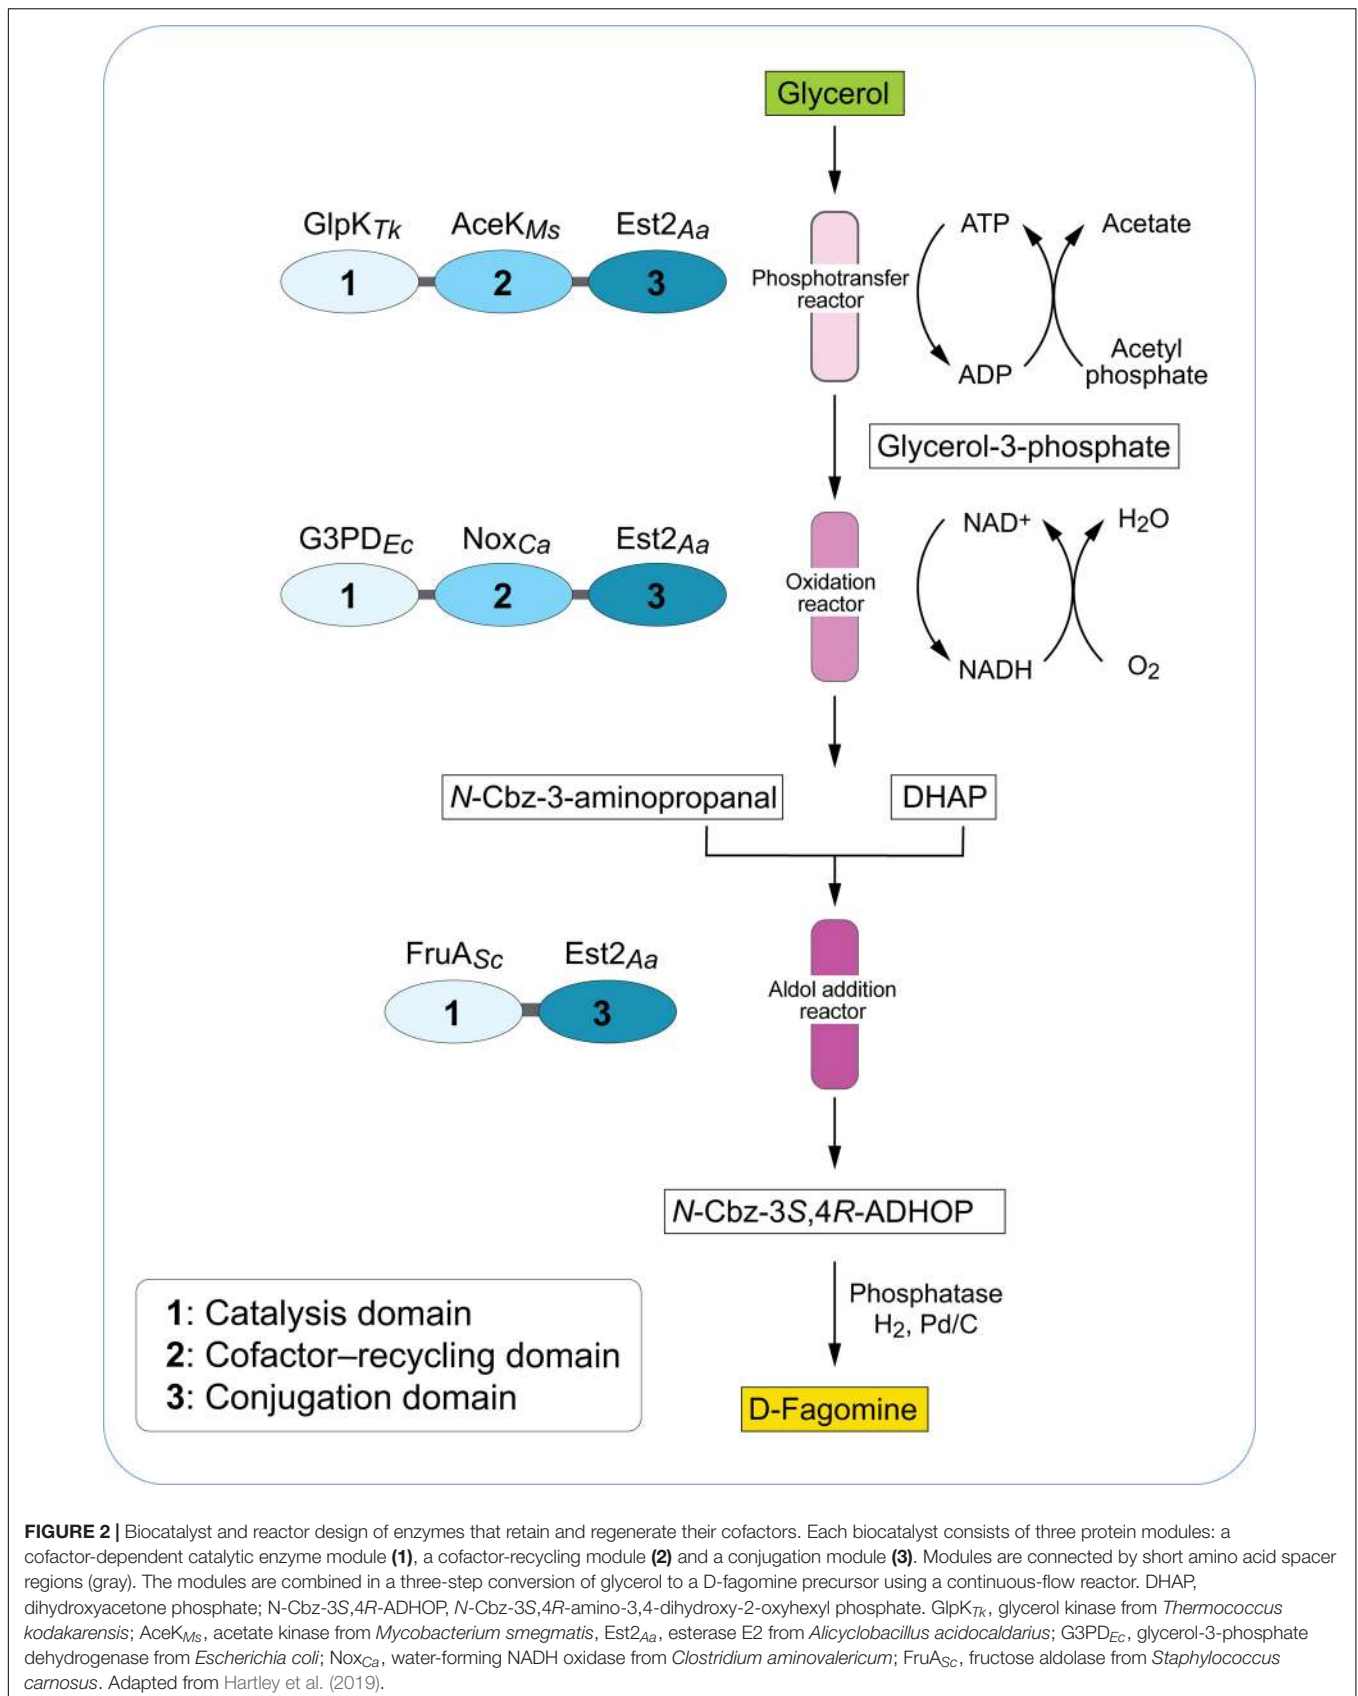 Glycerol
GlpKTk AceKMs Est2Aa
1 2 3
Phosphotransfer
reactor
ATP
Acetate
ADP
Acetyl
phosphate
Glycerol-3-phosphate
G3PDEc NoxCa Est2Aa
1 2 3
Oxidation
reactor
NAD+
H2O
NADH
O2
N-Cbz-3-aminopropanal
DHAP
FruASc Est2Aa
1 3
Aldol addition
reactor
N-Cbz-3S,4R-ADHOP
Phosphatase
H2, Pd/C
D-Fagomine
1: Catalysis domain
2: Cofactor–recycling domain
3: Conjugation domain
FIGURE 2 | Biocatalyst and reactor design of enzymes that retain and regenerate their cofactors. Each biocatalyst consists of three protein modules: a
cofactor-dependent catalytic enzyme module (1), a cofactor-recycling module (2) and a conjugation module (3). Modules are connected by short amino acid spacer
regions (gray). The modules are combined in a three-step conversion of glycerol to a D-fagomine precursor using a continuous-flow reactor. DHAP,
dihydroxyacetone phosphate; N-Cbz-3S,4R-ADHOP, N-Cbz-3S,4R-amino-3,4-dihydroxy-2-oxyhexyl phosphate. GlpKTk, glycerol kinase from Thermococcus
kodakarensis; AceKMs, acetate kinase from Mycobacterium smegmatis, Est2Aa, esterase E2 from Alicyclobacillus acidocaldarius; G3PDEc, glycerol-3-phosphate
dehydrogenase from Escherichia coli; NoxCa, water-forming NADH oxidase from Clostridium aminovalericum; FruASc, fructose aldolase from Staphylococcus
carnosus. Adapted from Hartley et al. (2019).